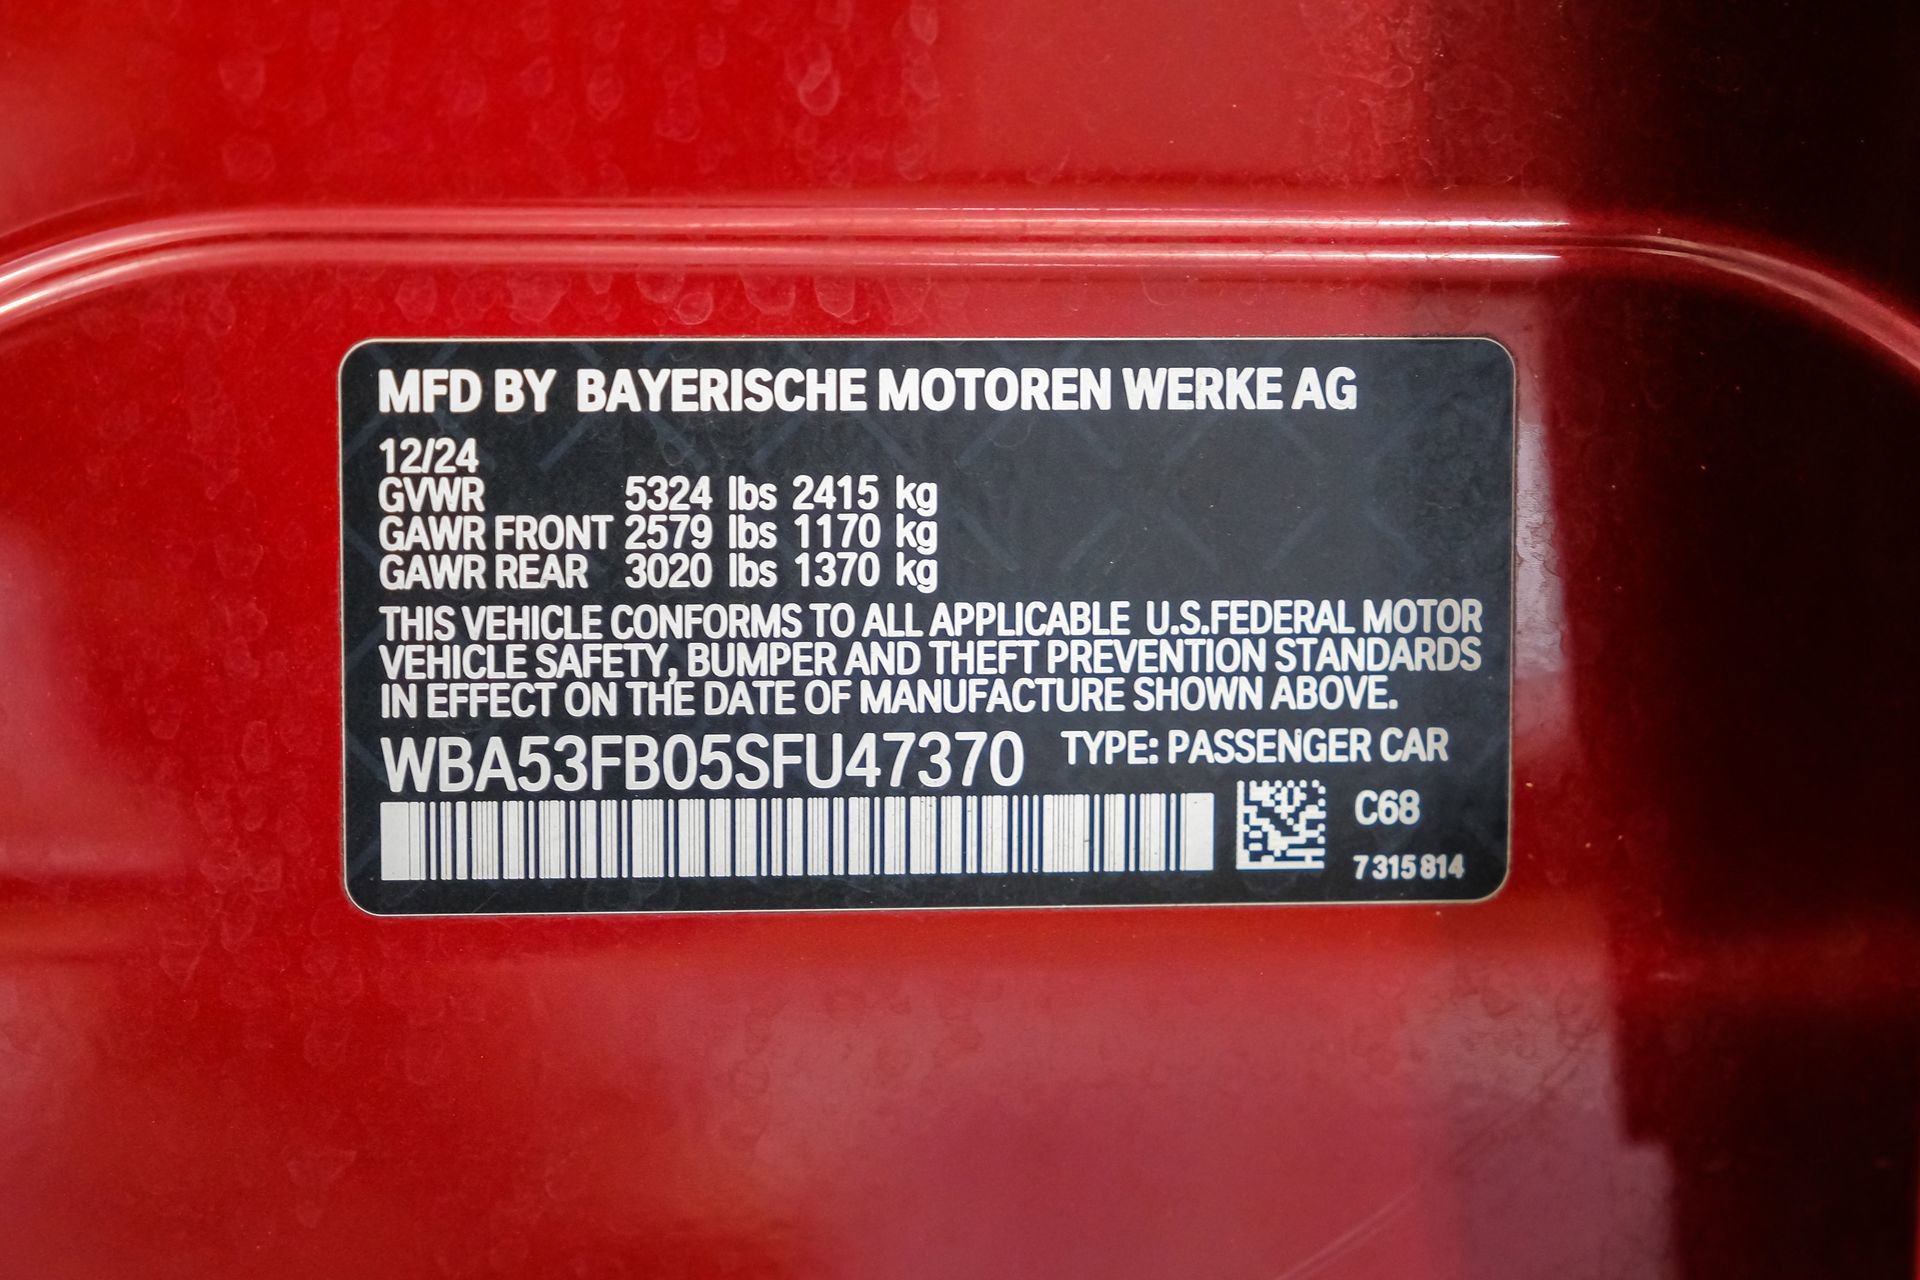 MFD BY BAYERISCHE MOTOREN WERKE AG
12/24
GVWR 5324 lbs 2415 kg
GAWR FRONT 2579 lbs 1170 kg
GAWR REAR 3020 lbs 1370 kg
THIS VEHICLE CONFORMS TO ALL APPLICABLE U.S.FEDERAL MOTOR
VEHICLE SAFETY, BUMPER AND THEFT PREVENTION STANDARDS
IN EFFECT ON THE DATE OF MANUFACTURE SHOWN ABOVE.
WBA53FB05SFU47370 TYPE: PASSENGER CAR
C68
7 315 814